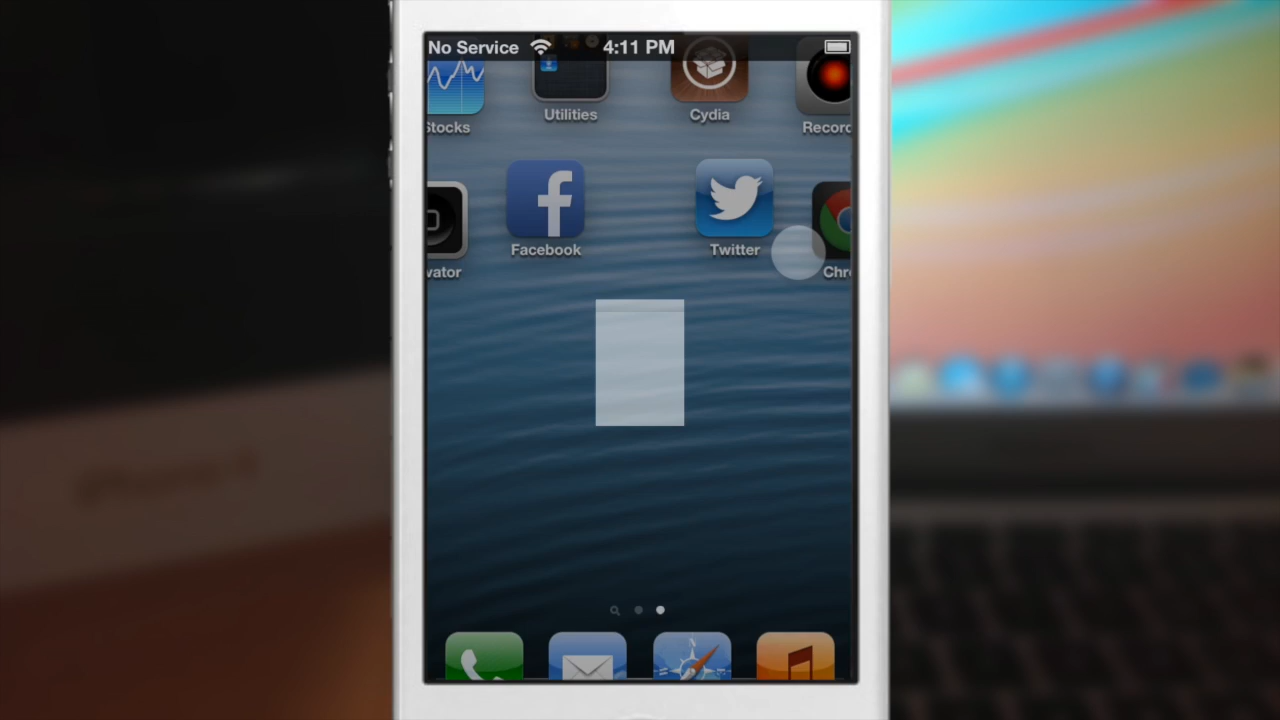 No Service 4:11 PM
Utilities Cydia
Stocks Record
Facebook Twitter
vator Chr